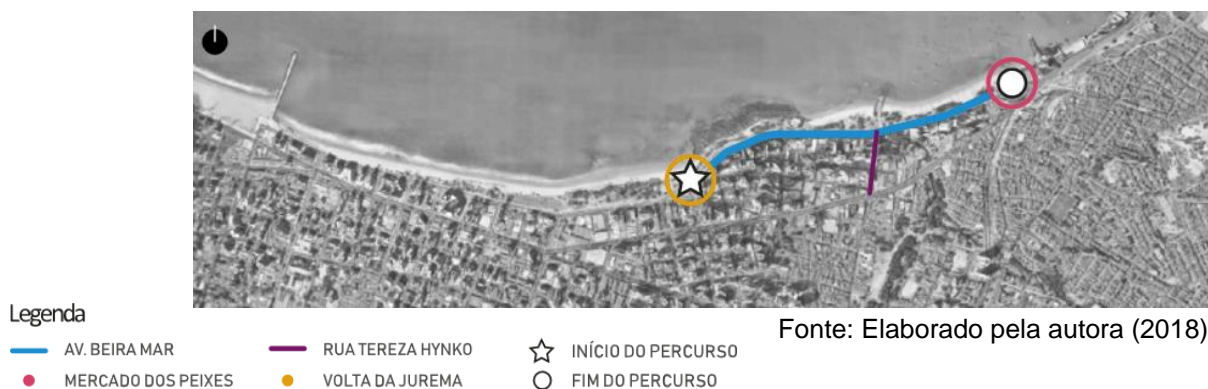 Fonte: Elaborado pela autora (2018)
Legenda
AV. BEIRA MAR
RUA TEREZA HYNKO
INÍCIO DO PERCURSO
MERCADO DOS PEIXES
VOLTA DA JUREMA
FIM DO PERCURSO